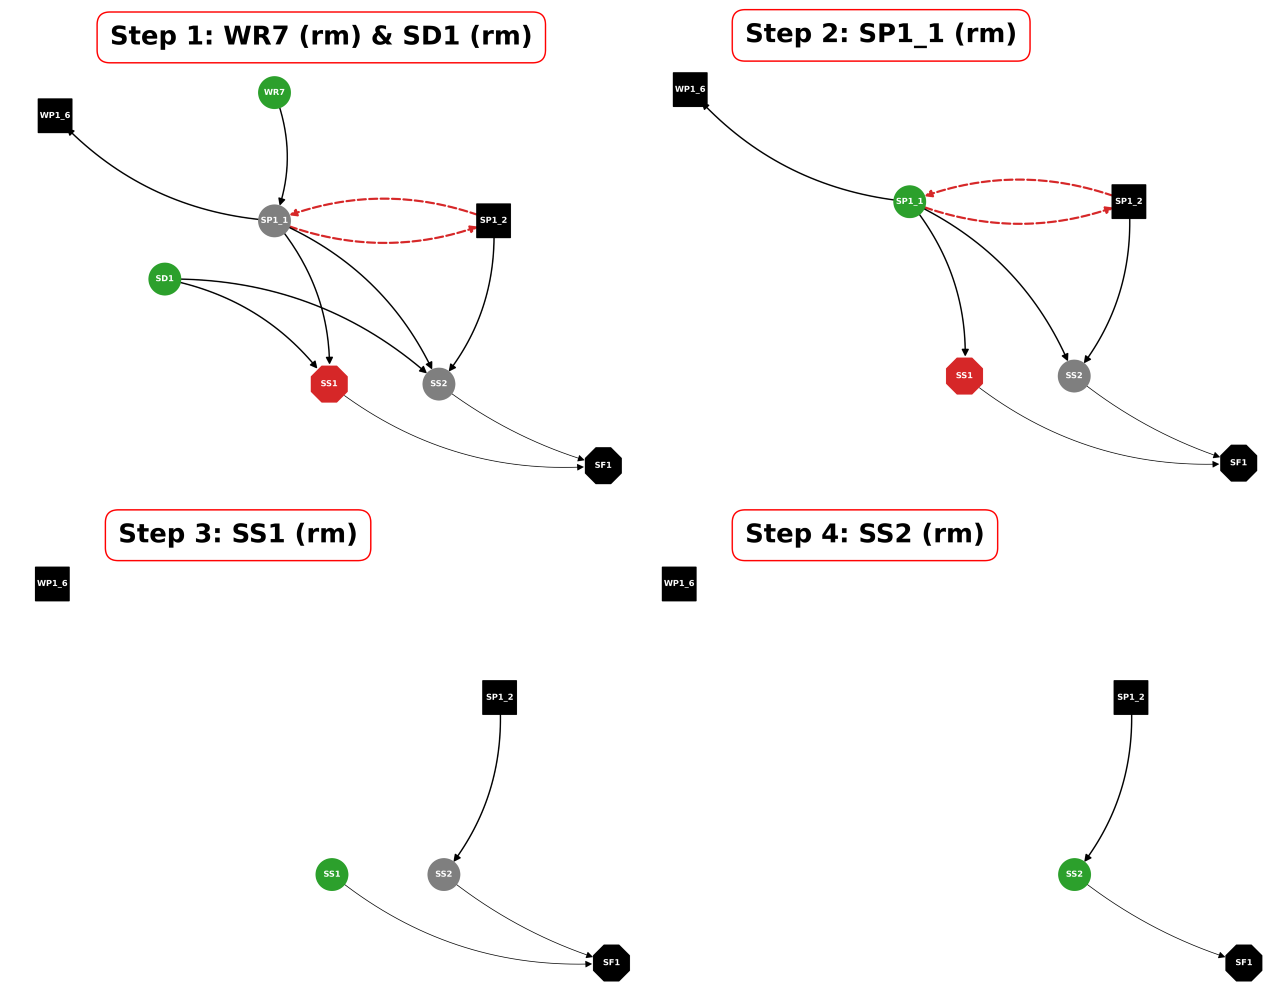 Step 1: WR7 (rm) & SD1 (rm)
WR7
WP1_6
SP1_1
SP1_2
SD1
SS1
SS2
SF1
Step 2: SP1_1 (rm)
WP1_6
SP1_1
SP1_2
SS1
SS2
SF1
Step 3: SS1 (rm)
WP1_6
SP1_2
SS1
SS2
SF1
Step 4: SS2 (rm)
WP1_6
SP1_2
SS2
SF1